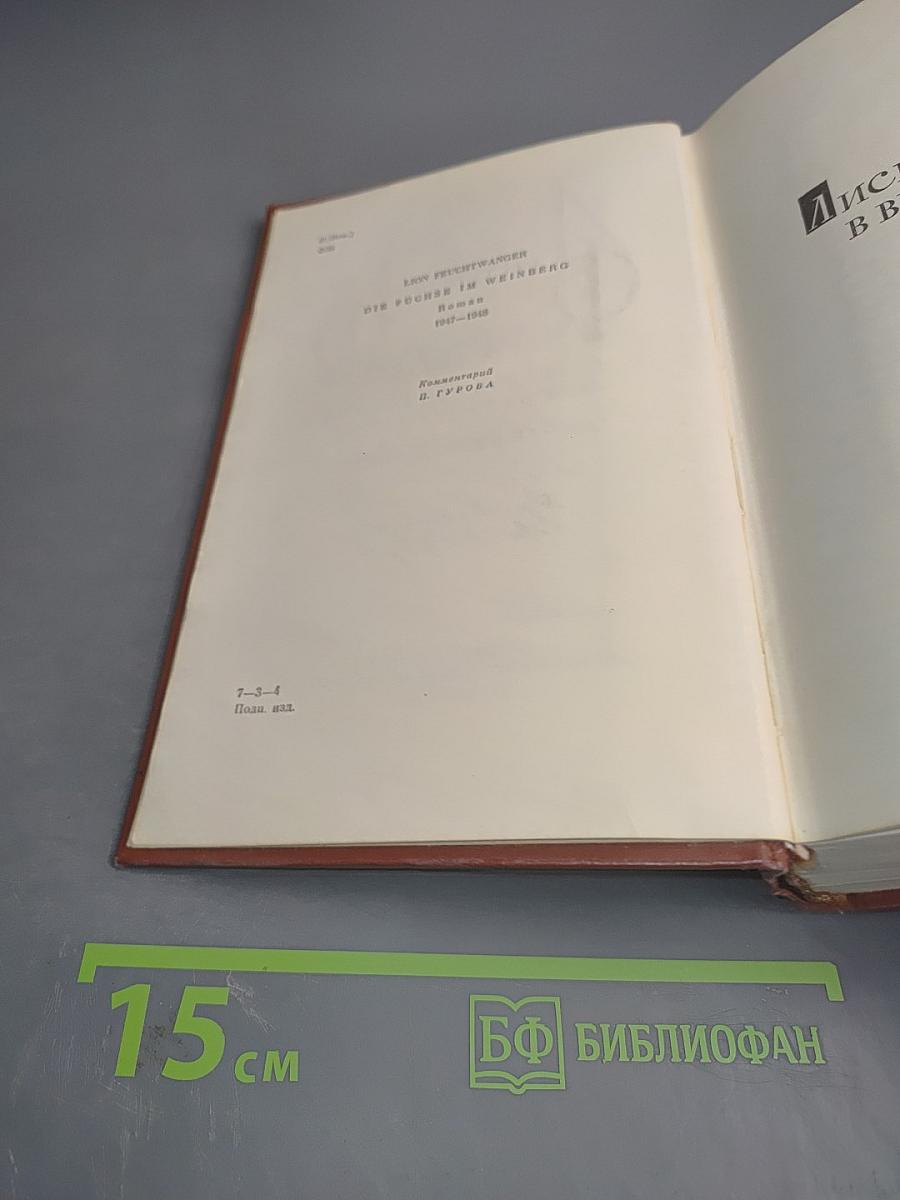 LION FEUCHTWANGER
DIE FÜCHSE IM WEINBERG
Roman
1947—1948
Комментарий
П. ГУРОВА
7—3—4
Подп. изд.
В
15 см
БФ БИБЛИОФАН